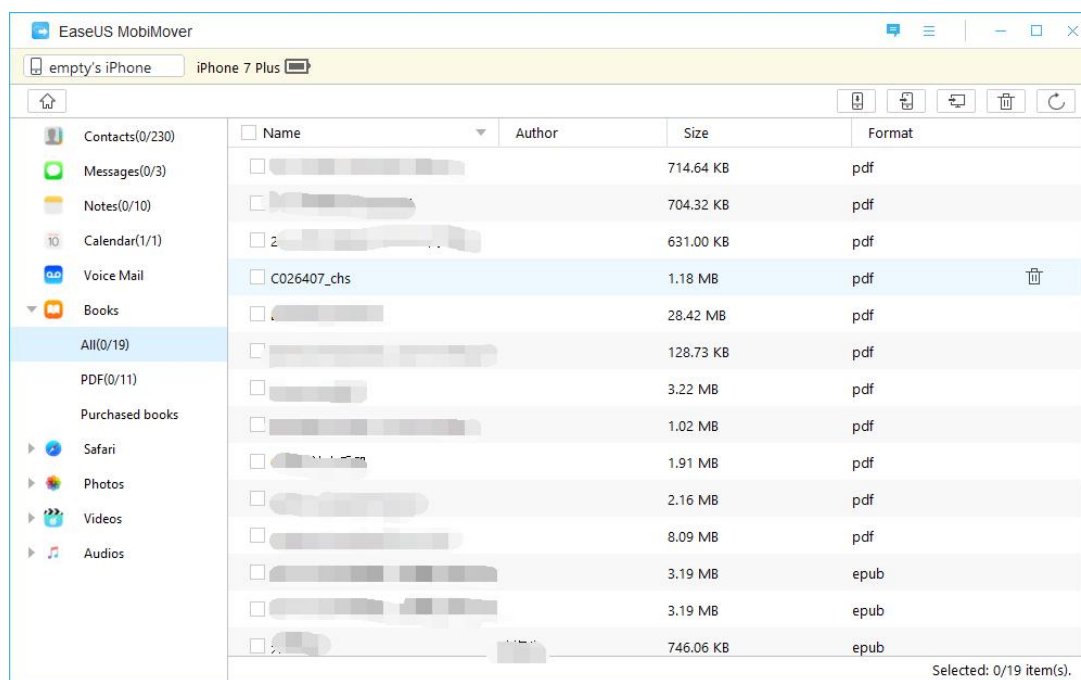 EaseUS MobiMover
empty's iPhone iPhone 7 Plus
Name Author Size Format
Contacts(0/230)
Messages(0/3)
Notes(0/10)
10 Calendar(1/1)
Voice Mail
Books
All(0/19)
PDF(0/11)
Purchased books
Safari
Photos
Videos
Audios
714.64 KB pdf
704.32 KB pdf
2 631.00 KB pdf
C026407_chs 1.18 MB pdf
28.42 MB pdf
128.73 KB pdf
3.22 MB pdf
1.02 MB pdf
1.91 MB pdf
2.16 MB pdf
8.09 MB pdf
3.19 MB epub
3.19 MB epub
746.06 KB epub
Selected: 0/19 item(s).